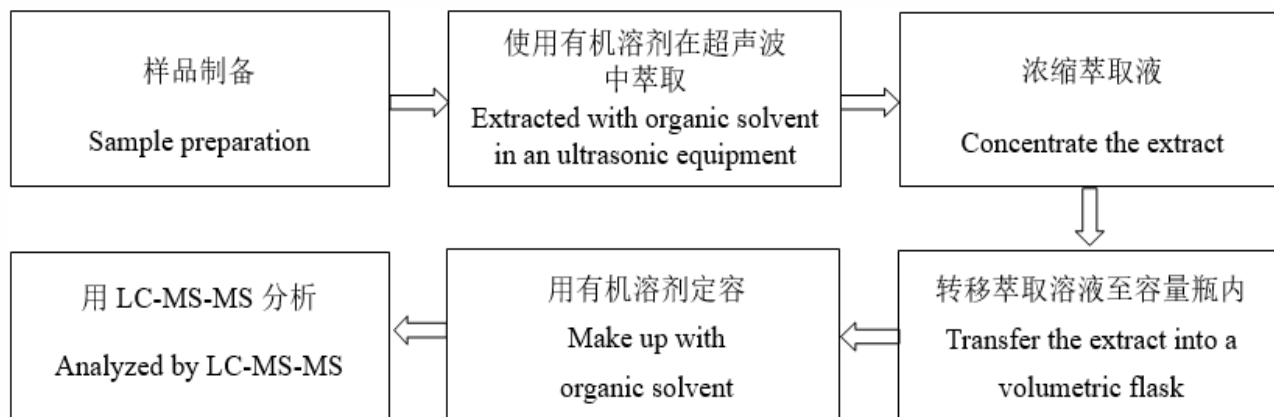 样品制备
Sample preparation
使用有机溶剂在超声波
中萃取
Extracted with organic solvent
in an ultrasonic equipment
浓缩萃取液
Concentrate the extract
转移萃取溶液至容量瓶内
Transfer the extract into a
volumetric flask
用有机溶剂定容
Make up with
organic solvent
用 LC-MS-MS 分析
Analyzed by LC-MS-MS